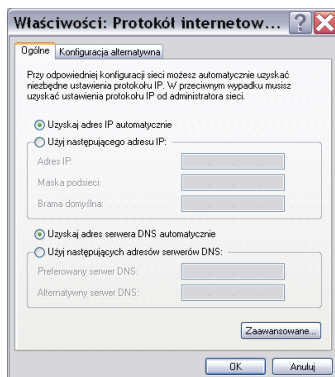 Właściwości: Protokół internetow...
Ogólne
Konfiguracja alternatywna
Przy odpowiedniej konfiguracji sieci możesz automatycznie uzyskać
niezbędne ustawienia protokołu IP. W przeciwnym wypadku musisz
uzyskać ustawienia protokołu IP od administratora sieci.
Uzyskaj adres IP automatycznie
Użyj następującego adresu IP:
Adres IP:
Maska podsieci:
Brama domyślna:
Uzyskaj adres serwera DNS automatycznie
Użyj następujących adresów serwerów DNS:
Preferowany serwer DNS:
Alternatywny serwer DNS:
Zaawansowane...
OK
Anuluj